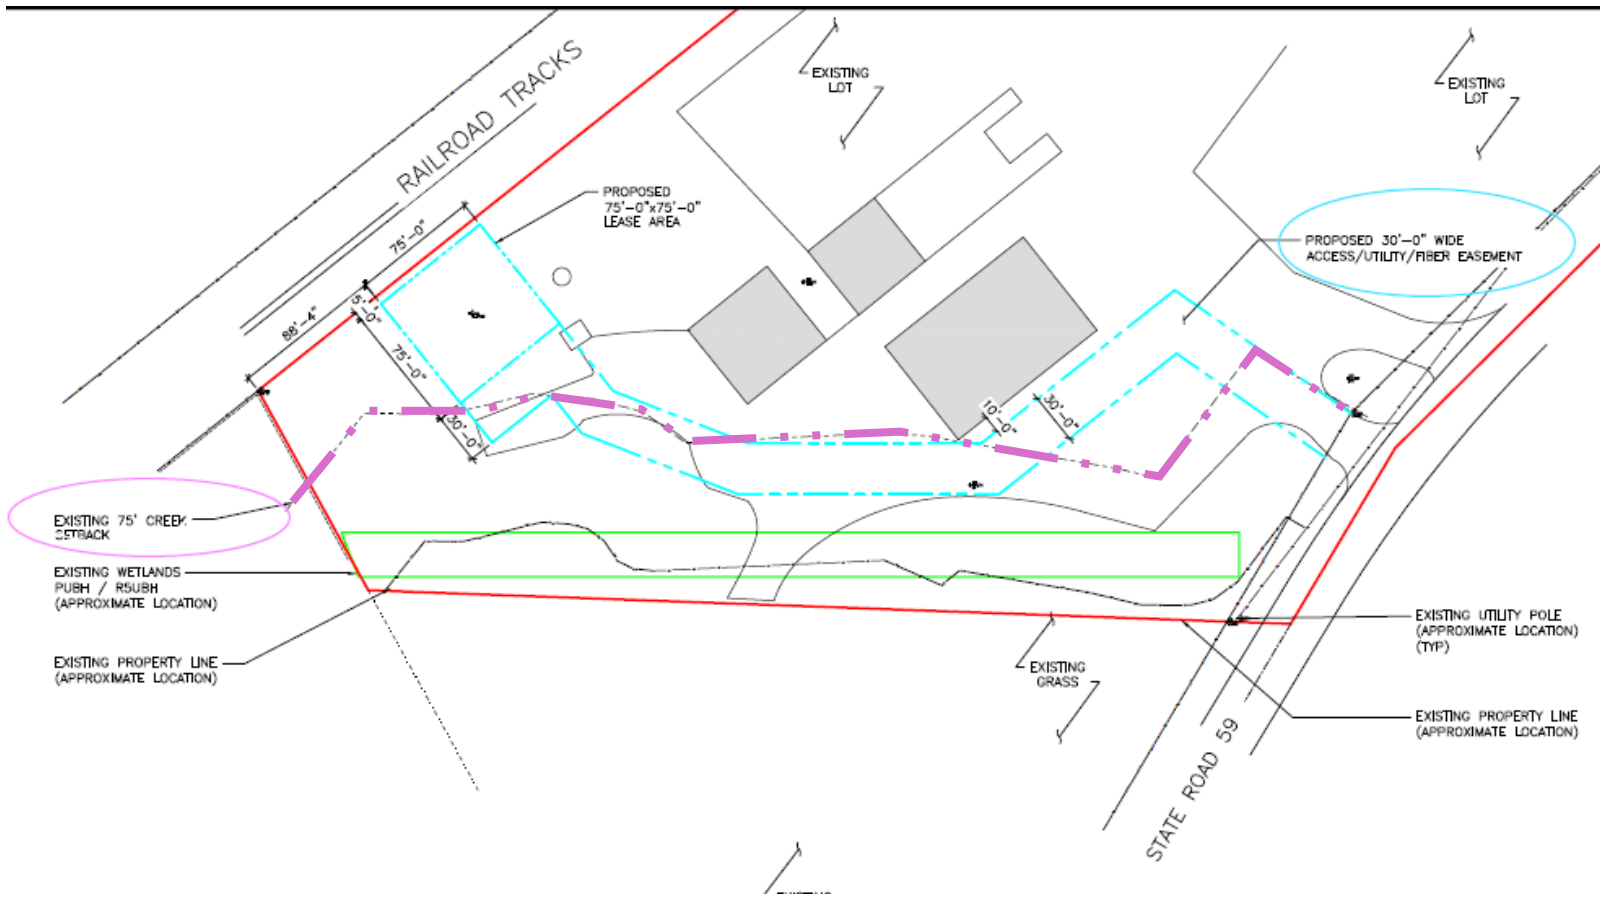 RAILROAD TRACKS
EXISTING
LOT
EXISTING
LOT
PROPOSED
75'-0"x75'-0"
LEASE AREA
75'-0"
88'-4"
5'-0"
75'-0"
30'-0"
PROPOSED 30'-0" WIDE
ACCESS/UTILITY/FIBER EASEMENT
10'-0"
30'-0"
EXISTING 75' CREEK
SETBACK
EXISTING WETLANDS
PUBH / R5UBH
(APPROXIMATE LOCATION)
EXISTING PROPERTY LINE
(APPROXIMATE LOCATION)
EXISTING
GRASS
EXISTING UTILITY POLE
(APPROXIMATE LOCATION)
(TYP)
EXISTING PROPERTY LINE
(APPROXIMATE LOCATION)
STATE ROAD 59